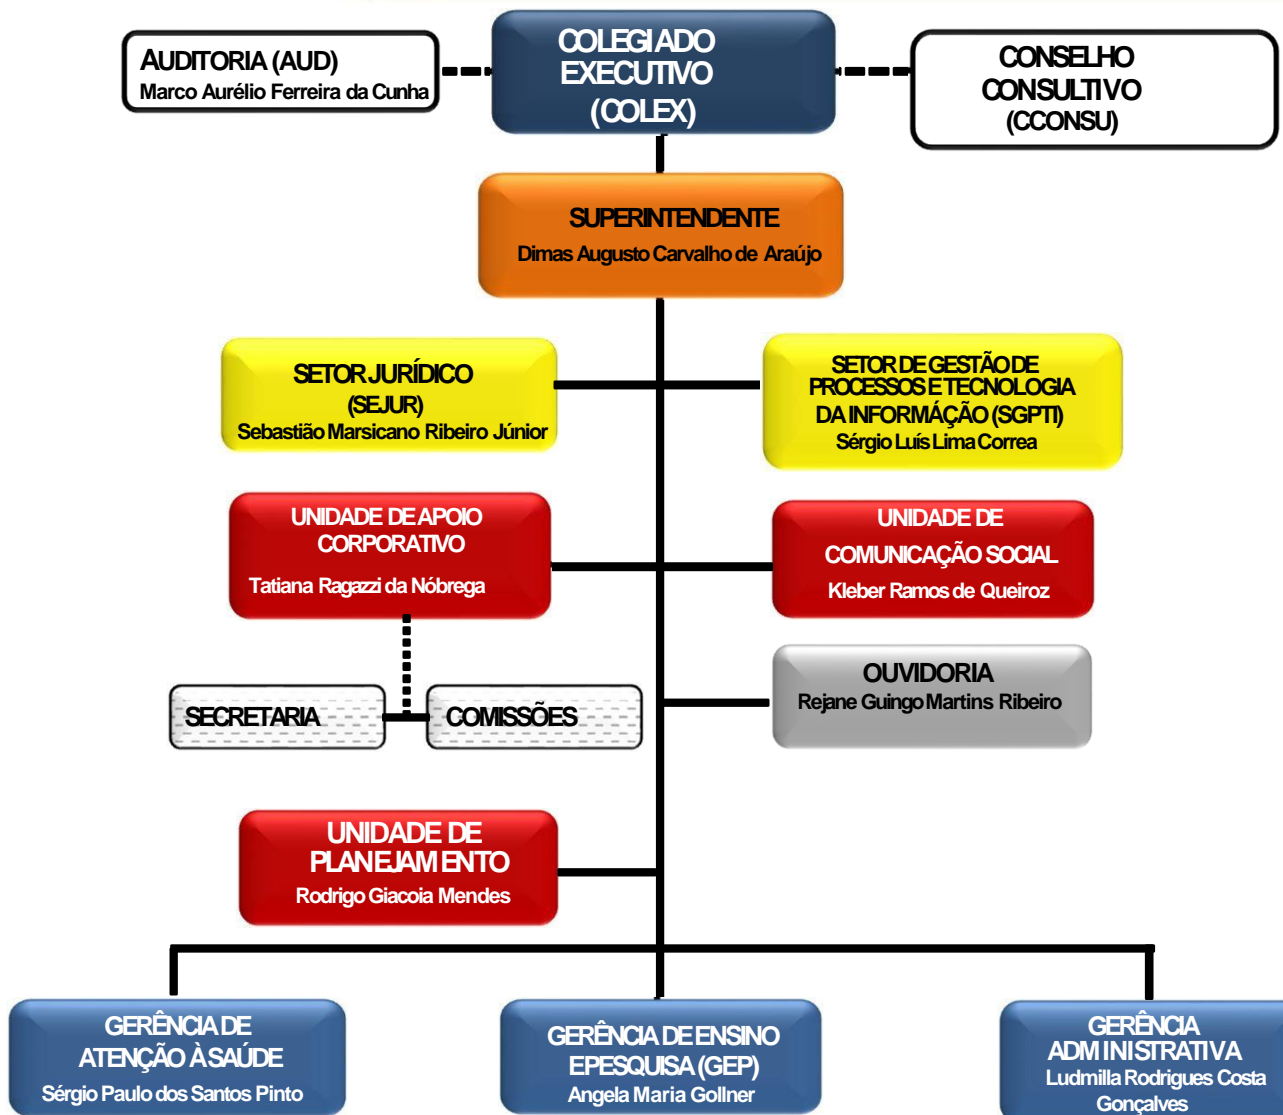 AUDITORIA (AUD)
Marco Aurélio Ferreira da Cunha
COLEGIADO
EXECUTIVO
(COLEX)
CONSELHO
CONSULTIVO
(CCONSU)
SUPERINTENDENTE
Dimas Augusto Carvalho de Araújo
SETOR JURÍDICO
(SEJUR)
Sebastião Marsicano Ribeiro Júnior
SETOR DE GESTÃO DE
PROCESSOS E TECNOLOGIA
DA INFORMÁÇÃO (SGPTI)
Sérgio Luís Lima Correa
UNIDADE DE APOIO
CORPORATIVO
Tatiana Ragazzi da Nóbrega
UNIDADE DE
COMUNICAÇÃO SOCIAL
Kleber Ramos de Queiroz
SECRETARIA
COMISSÕES
OUVIDORIA
Rejane Guingo Martins Ribeiro
UNIDADE DE
PLANEJAMENTO
Rodrigo Giacoia Mendes
GERÊNCIA DE
ATENÇÃO À SAÚDE
Sérgio Paulo dos Santos Pinto
GERÊNCIA DE ENSINO
EPESQUISA (GEP)
Angela Maria Gollner
GERÊNCIA
ADMINISTRATIVA
Ludmilla Rodrigues Costa
Gonçalves